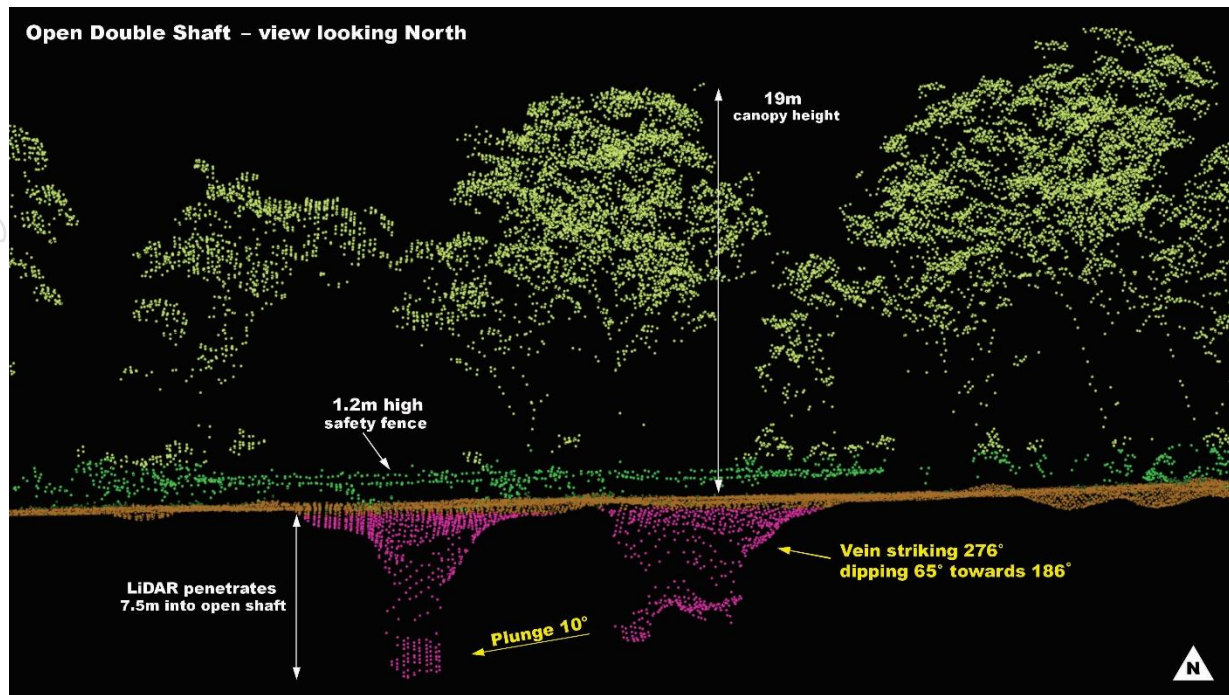 Open Double Shaft – view looking North
19m
canopy height
1.2m high
safety fence
Vein striking 276°
dipping 65° towards 186°
LiDAR penetrates
7.5m into open shaft
Plunge 10°
N